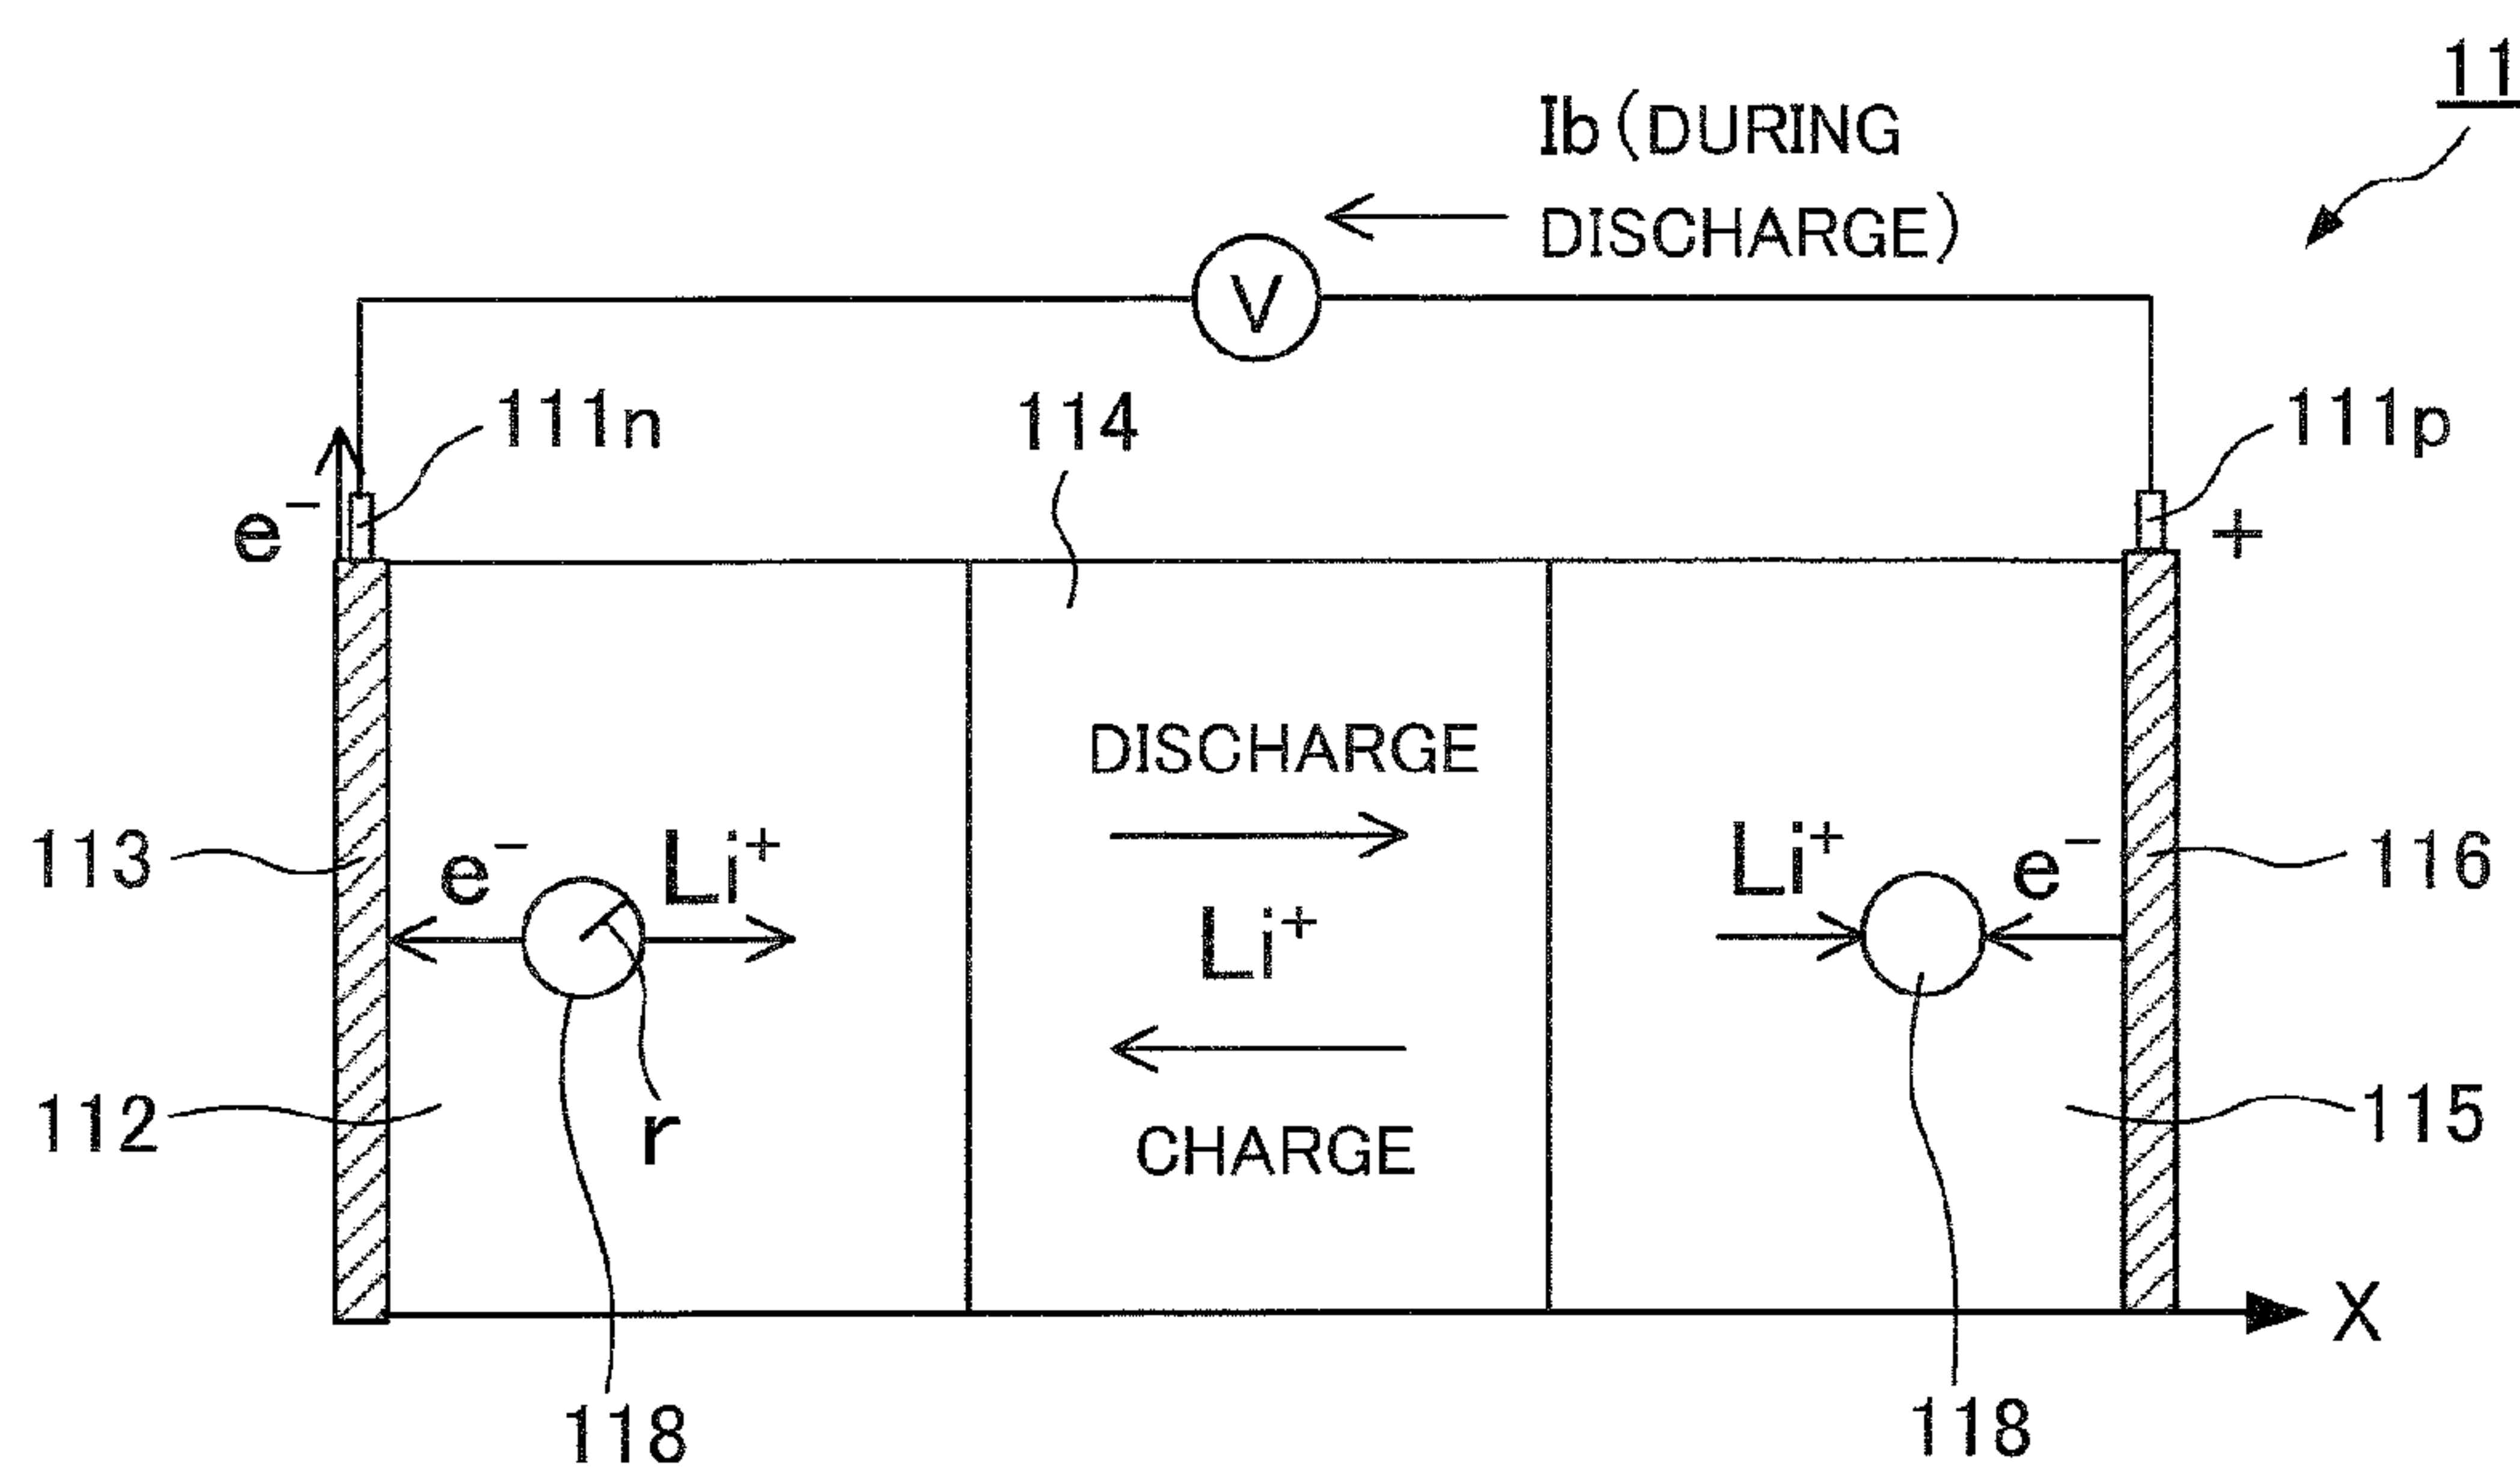 11
Ib (DURING
DISCHARGE)
V
111n
114
111p
e⁻
+
DISCHARGE
113
e⁻
Li⁺
Li⁺
Li⁺
e⁻
116
112
r
CHARGE
115
X
118
118